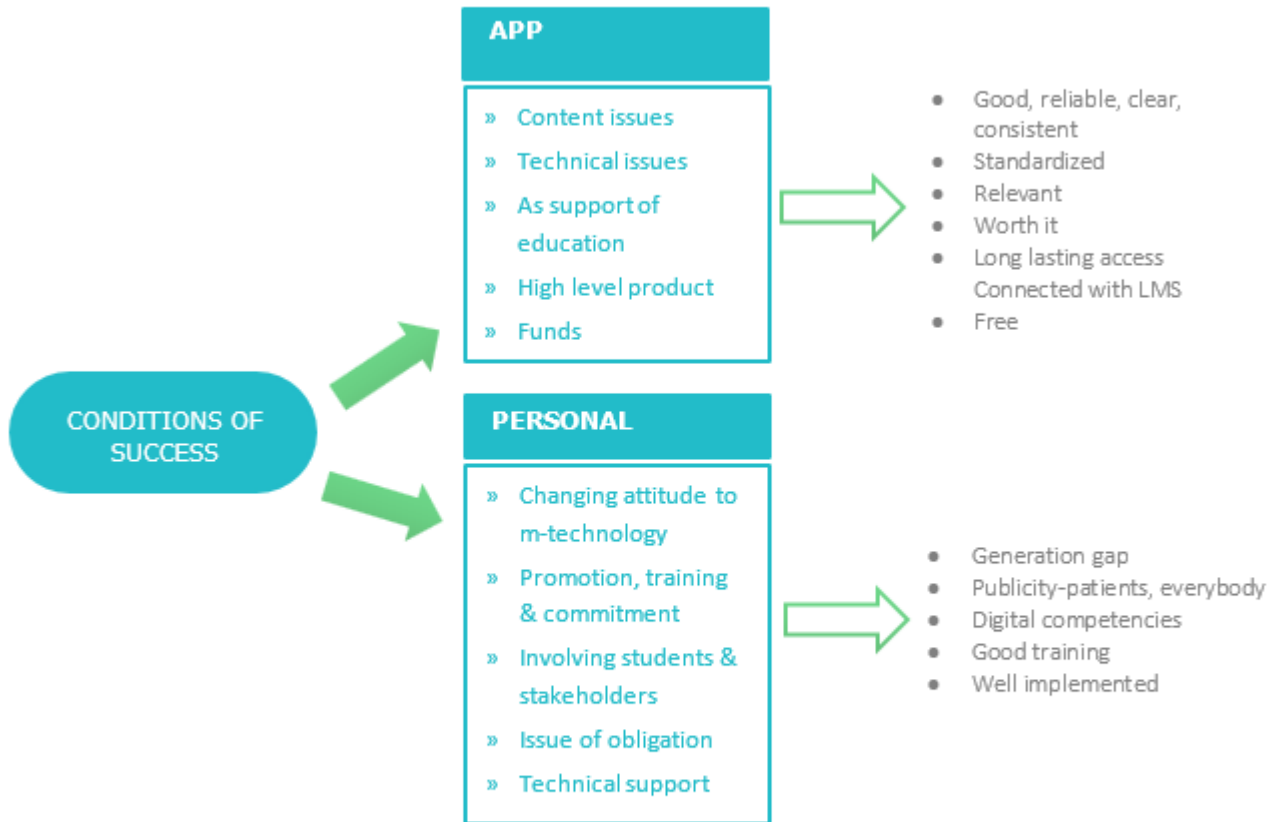 CONDITIONS OF
SUCCESS
APP
» Content issues
» Technical issues
» As support of
education
» High level product
» Funds
● Good, reliable, clear,
consistent
● Standardized
● Relevant
● Worth it
● Long lasting access
Connected with LMS
● Free
PERSONAL
» Changing attitude to
m-technology
» Promotion, training
& commitment
» Involving students &
stakeholders
» Issue of obligation
» Technical support
● Generation gap
● Publicity-patients, everybody
● Digital competencies
● Good training
● Well implemented